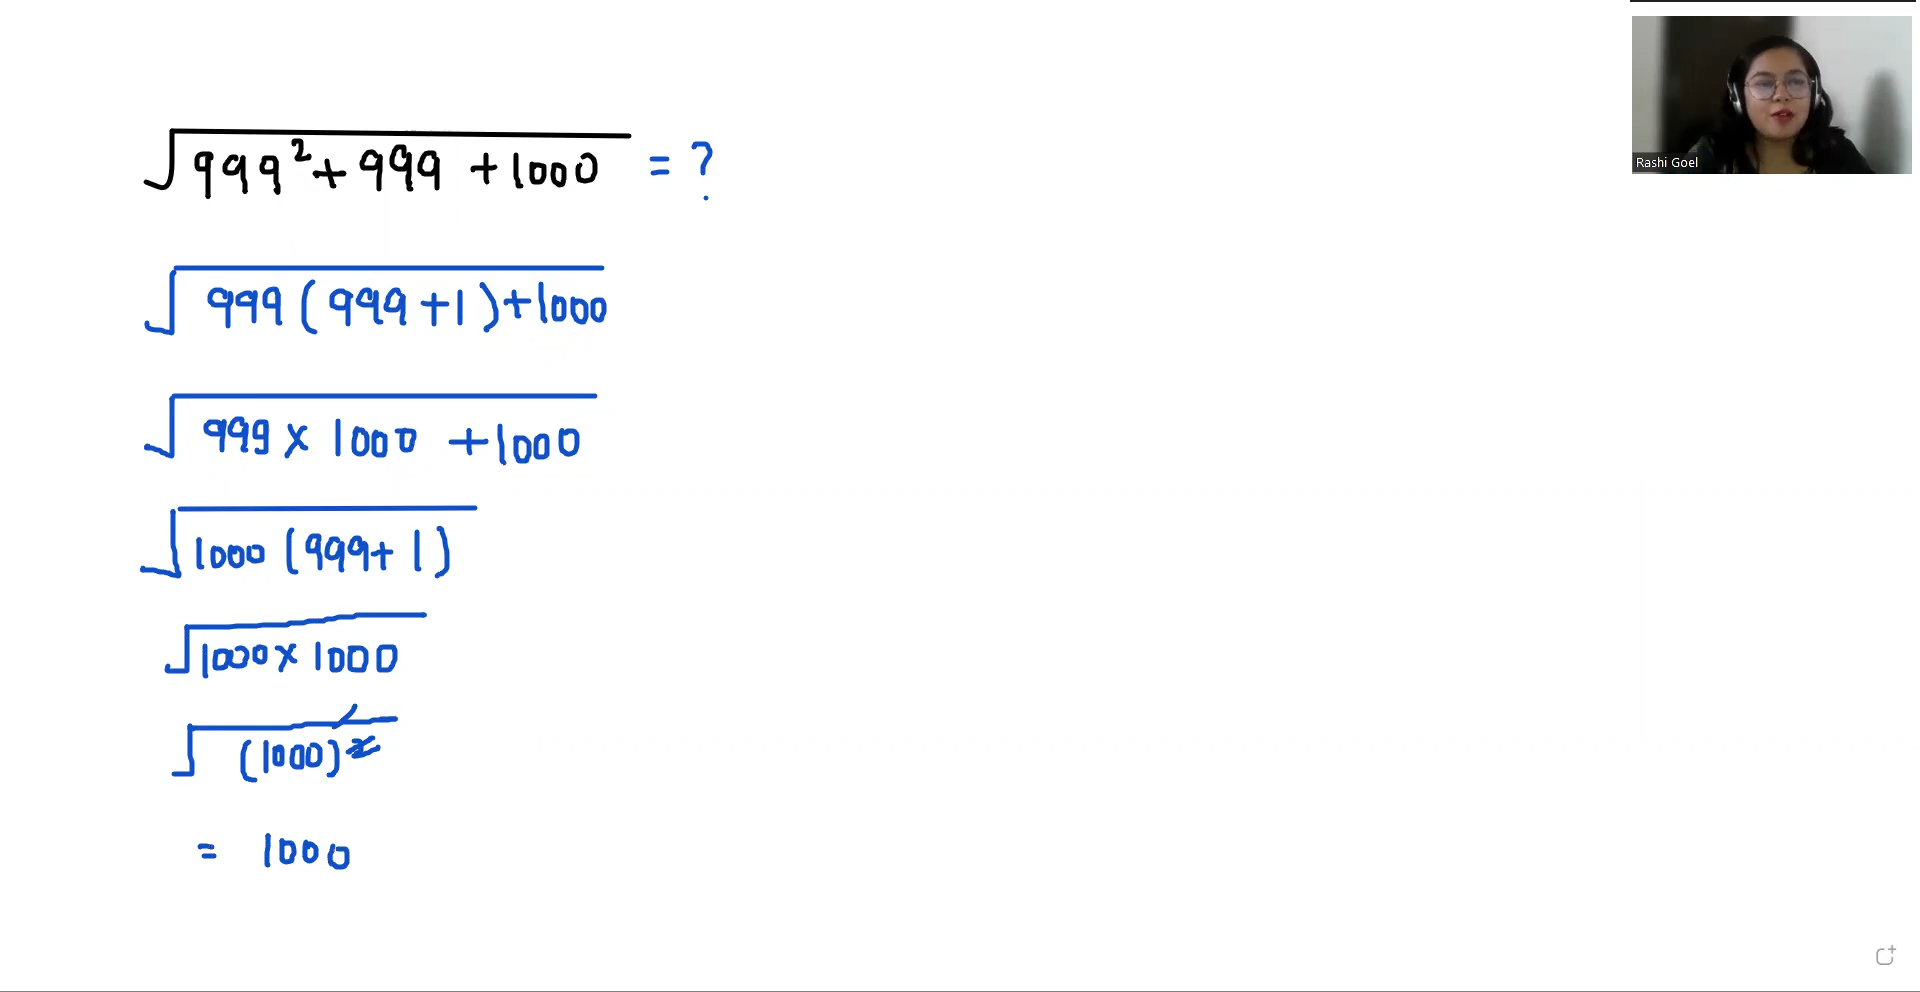 √999² + 999 + 1000 = ?
Rashi Goel
√999(999+1)+1000
√999 × 1000 + 1000
√1000(999+1)
√1000 × 1000
√(1000)²
= 1000